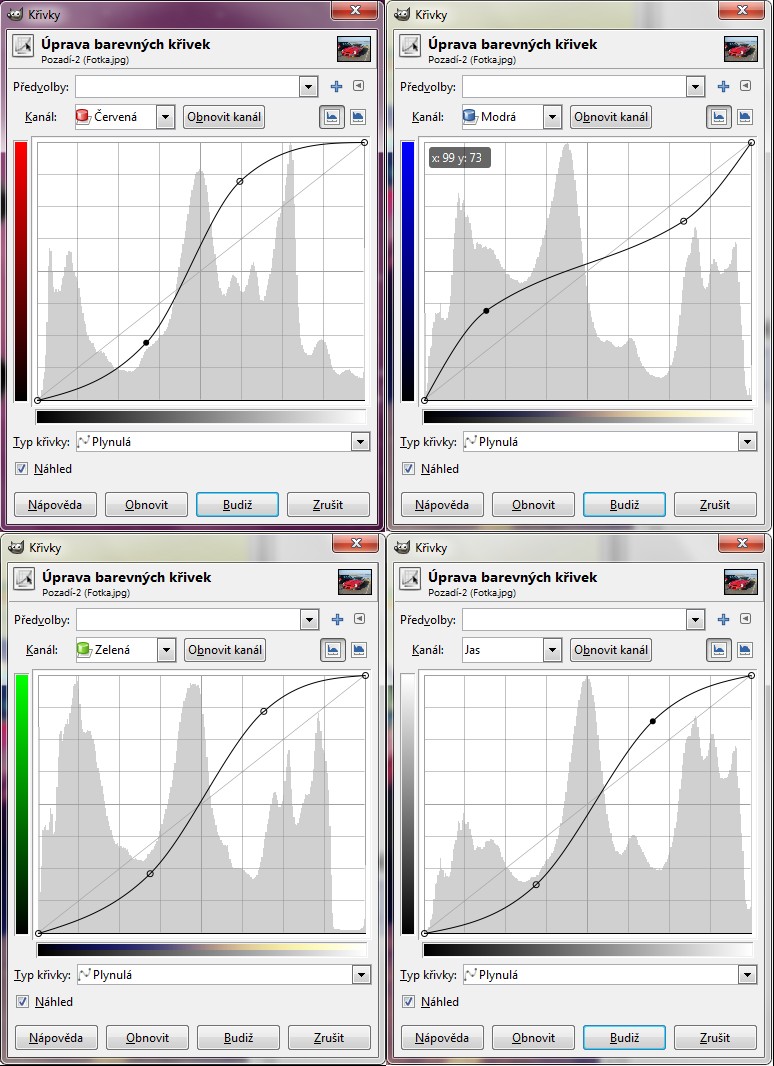 Křivky
Úprava barevných křivek
Pozadí-2 (Fotka.jpg)
Předvolby:
Kanál: Červená Obnovit kanál
Typ křivky: Plynulá
Náhled
Nápověda Obnovit Budiž Zrušit
Křivky
Úprava barevných křivek
Pozadí-2 (Fotka.jpg)
Předvolby:
Kanál: Modrá Obnovit kanál
x: 99 y: 73
Typ křivky: Plynulá
Náhled
Nápověda Obnovit Budiž Zrušit
Křivky
Úprava barevných křivek
Pozadí-2 (Fotka.jpg)
Předvolby:
Kanál: Zelená Obnovit kanál
Typ křivky: Plynulá
Náhled
Nápověda Obnovit Budiž Zrušit
Křivky
Úprava barevných křivek
Pozadí-2 (Fotka.jpg)
Předvolby:
Kanál: Jas Obnovit kanál
Typ křivky: Plynulá
Náhled
Nápověda Obnovit Budiž Zrušit